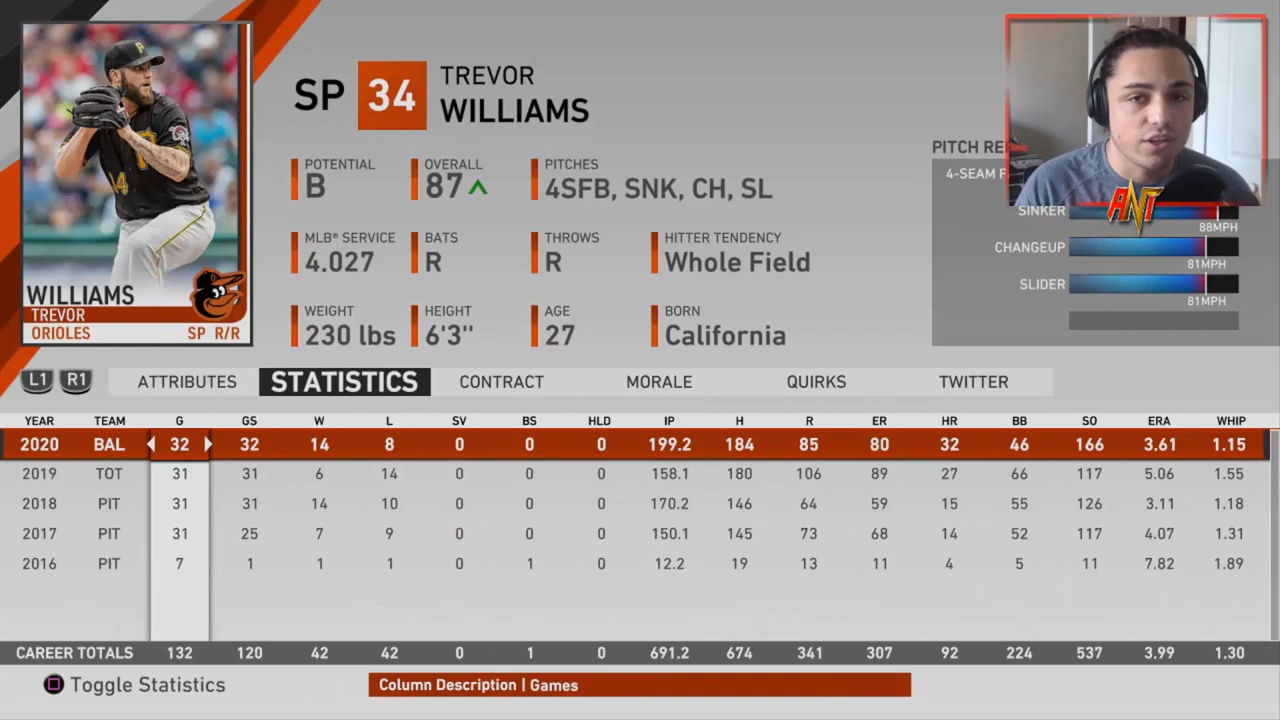 SP 34 TREVOR
WILLIAMS
POTENTIAL
B
OVERALL
87
PITCHES
4SFB, SNK, CH, SL
MLB® SERVICE
4.027
BATS
R
THROWS
R
HITTER TENDENCY
Whole Field
WEIGHT
230 lbs
HEIGHT
6'3"
AGE
27
BORN
California
WILLIAMS
TREVOR
ORIOLES SP R/R
PITCH RE
4-SEAM F
SINKER
88MPH
CHANGEUP
81MPH
SLIDER
81MPH
ANT
L1 R1 ATTRIBUTES STATISTICS CONTRACT MORALE QUIRKS TWITTER
YEAR TEAM G GS W L SV BS HLD IP H R ER HR BB SO ERA WHIP
2020 BAL 32 32 14 8 0 0 0 199.2 184 85 80 32 46 166 3.61 1.15
2019 TOT 31 31 6 14 0 0 0 158.1 180 106 89 27 66 117 5.06 1.55
2018 PIT 31 31 14 10 0 0 0 170.2 146 64 59 15 55 126 3.11 1.18
2017 PIT 31 25 7 9 0 0 0 150.1 145 73 68 14 52 117 4.07 1.31
2016 PIT 7 1 1 1 0 1 0 12.2 19 13 11 4 5 11 7.82 1.89
CAREER TOTALS 132 120 42 42 0 1 0 691.2 674 341 307 92 224 537 3.99 1.30
Toggle Statistics
Column Description | Games